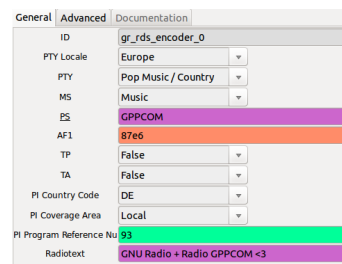 General Advanced Documentation
ID gr_rds_encoder_0
PTY Locale Europe
PTY Pop Music / Country
MS Music
PS GPPCOM
AF1 87e6
TP False
TA False
PI Country Code DE
PI Coverage Area Local
PI Program Reference Nu 93
Radiotext GNU Radio + Radio GPPCOM <3